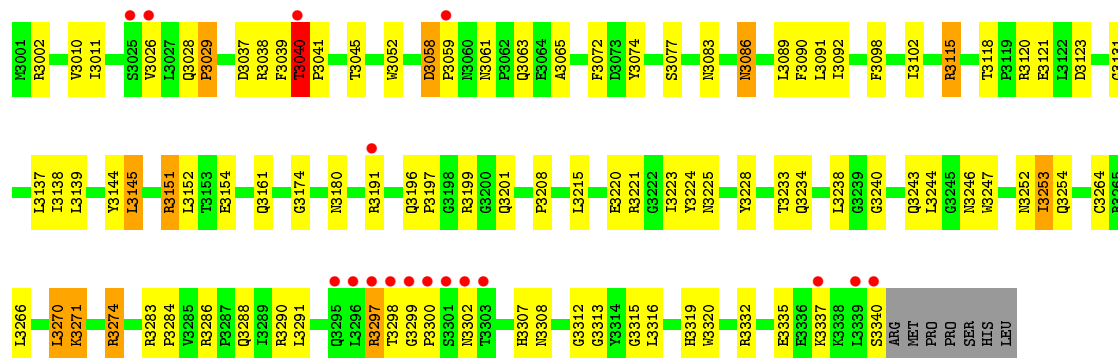 M3001 R3002 V3010 I3011 S3025 V3026 L3027 Q3028 P3029 D3037 R3038 F3039 T3040 P3041 T3045 W3052 D3058 P3059 N3060 N3061 P3062 Q3063 E3064 A3065 F3072 D3073 Y3074 S3077 N3083 N3086 L3089 F3090 L3091 I3092 F3098 I3102 R3115 T3118 P3119 R3120 E3121 L3122 D3123
L3137 I3138 L3139 Y3144 L3145 R3151 L3152 T3153 E3154 Q3161 G3174 N3180 R3191 Q3196 P3197 G3198 R3199 G3200 Q3201 P3208 L3215 E3220 R3221 G3222 I3223 Y3224 N3225 Y3228 T3233 Q3234 L3238 G3239 G3240 Q3243 L3244 G3245 N3246 W3247 N3252 I3253 Q3254 C3264
L3266 L3270 K3271 R3274 R3283 P3284 V3285 R3286 P3287 Q3288 I3289 R3290 L3291 Q3295 L3296 R3297 T3298 G3299 P3300 S3301 N3302 T3303 H3307 N3308 G3312 G3313 Y3314 L3315 L3316 H3319 W3320 R3332 E3335 E3336 K3337 K3338 L3339 S3340 ARG MET PRO PRO SER HIS LEU